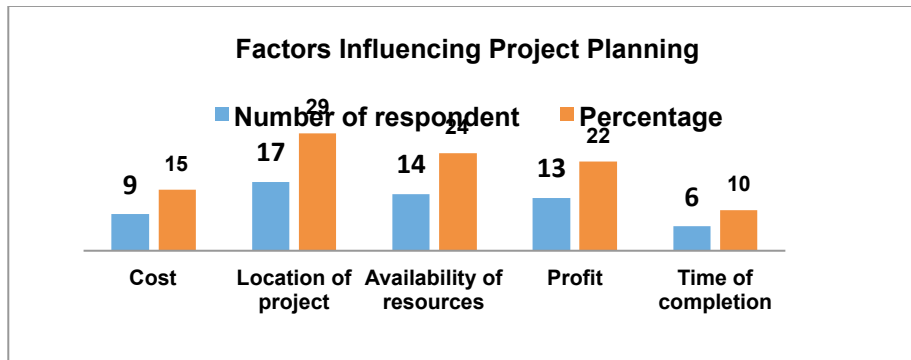 Factors Influencing Project Planning
Number of respondent Percentage
9 15 17 29 14 24 13 22 6 10
Cost Location of project Availability of resources Profit Time of completion